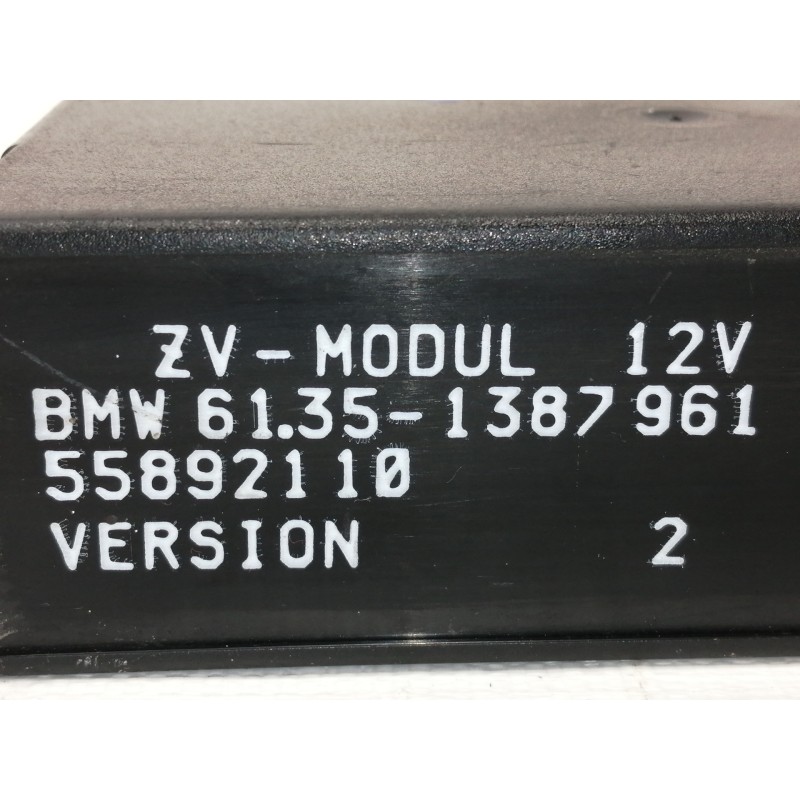 ZV-MODUL 12V
BMW 61.35-1387961
55892110
VERSION 2